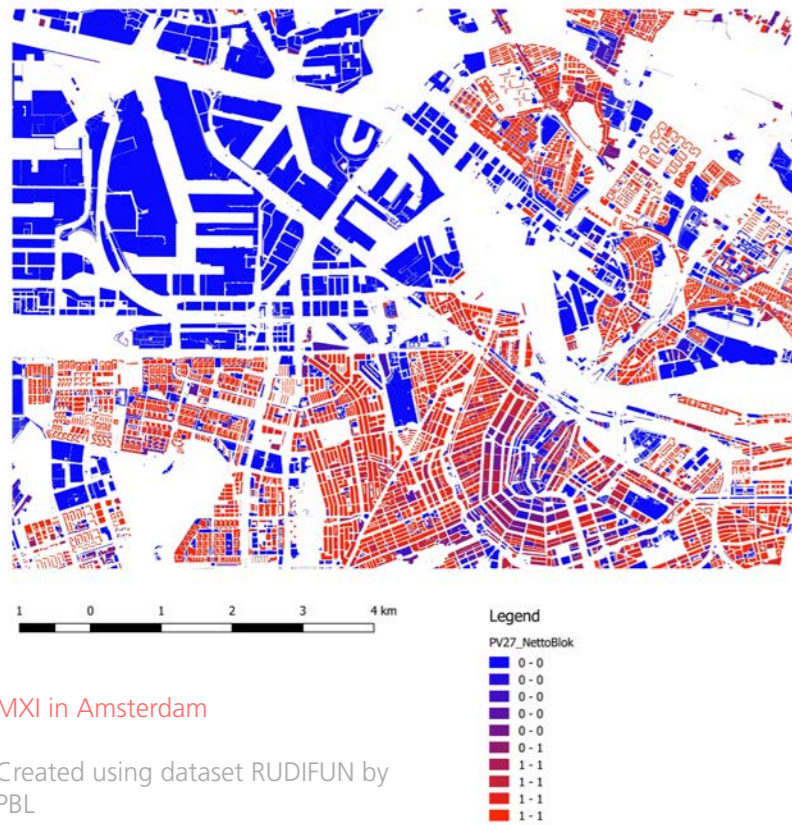 1 0 1 2 3 4 km
Legend
PV27_NettoBlok
0 - 0
0 - 0
0 - 0
0 - 0
0 - 0
0 - 1
1 - 1
1 - 1
1 - 1
1 - 1
MXI in Amsterdam
Created using dataset RUDIFUN by
PBL